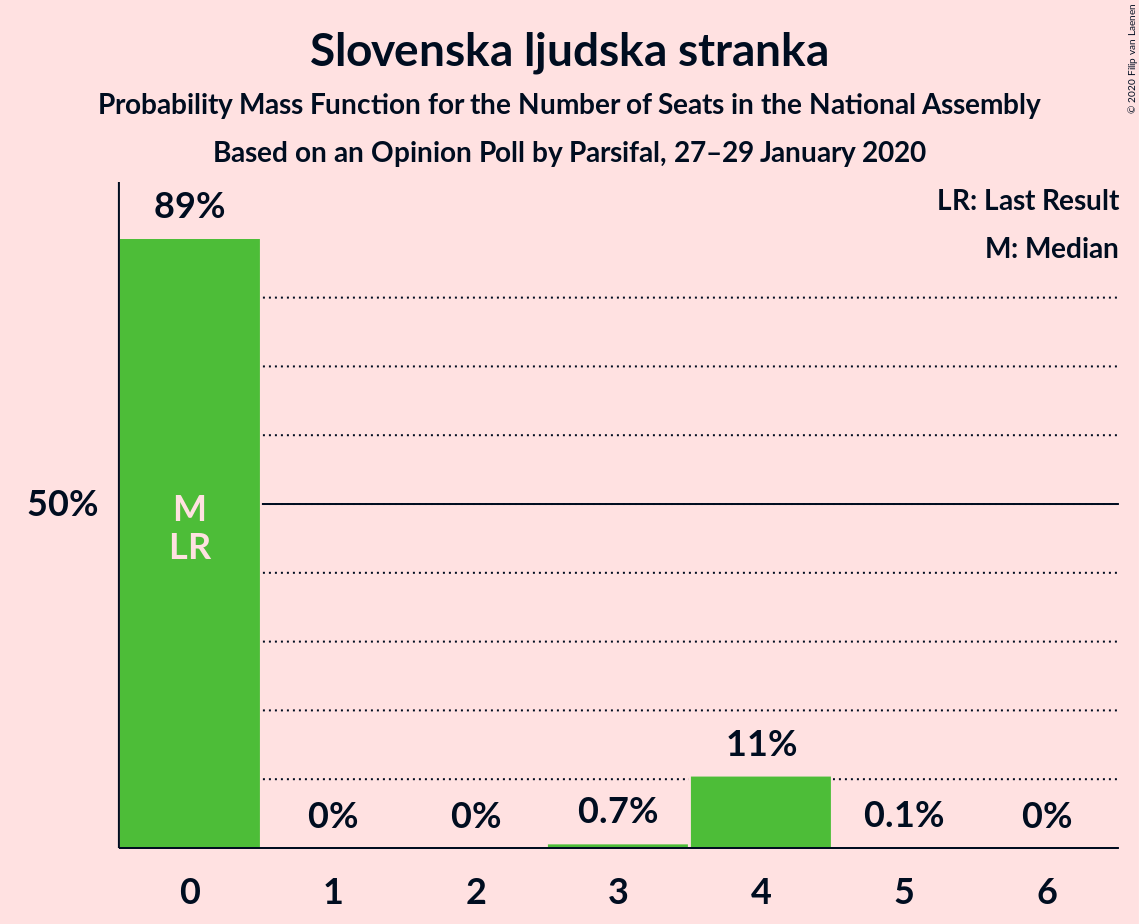 Slovenska ljudska stranka
Probability Mass Function for the Number of Seats in the National Assembly
Based on an Opinion Poll by Parsifal, 27–29 January 2020
© 2020 Filip van Laenen
LR: Last Result
M: Median
89%
50%
M
LR
0%
0%
0.7%
11%
0.1%
0%
0
1
2
3
4
5
6